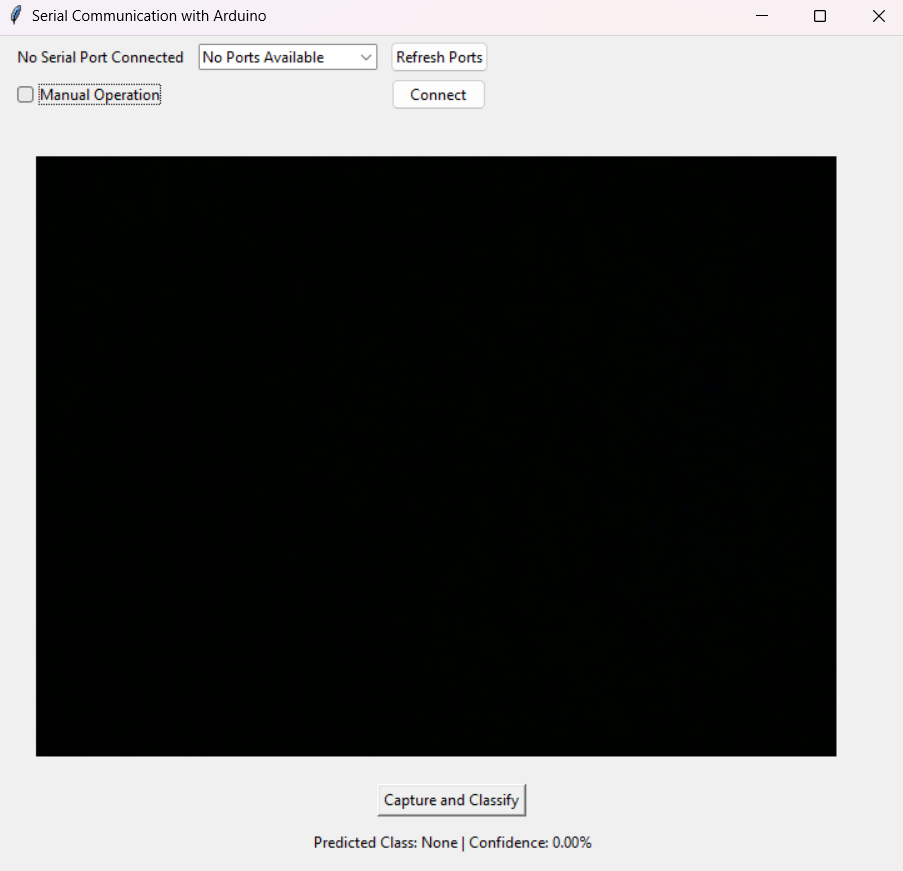 Serial Communication with Arduino
No Serial Port Connected No Ports Available Refresh Ports
Manual Operation Connect
Capture and Classify
Predicted Class: None | Confidence: 0.00%